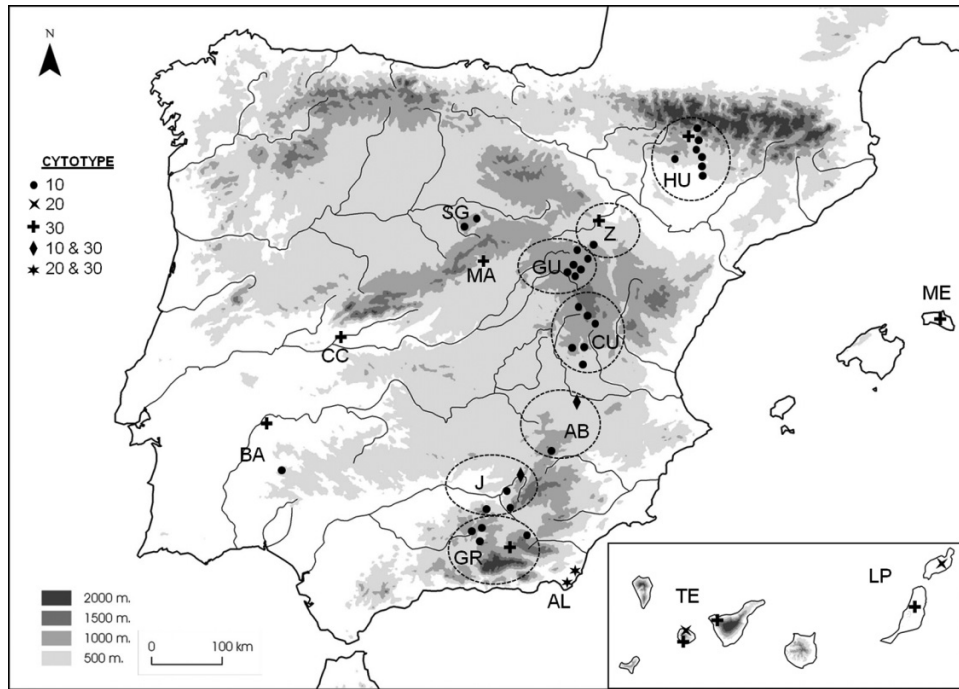 N
CYTOTYPE
10
20
30
10 & 30
20 & 30
HU
SG
Z
MA
GU
ME
CU
CC
AB
BA
J
GR
AL
2000 m.
1500 m.
1000 m.
500 m.
0 100 km
LP
TE